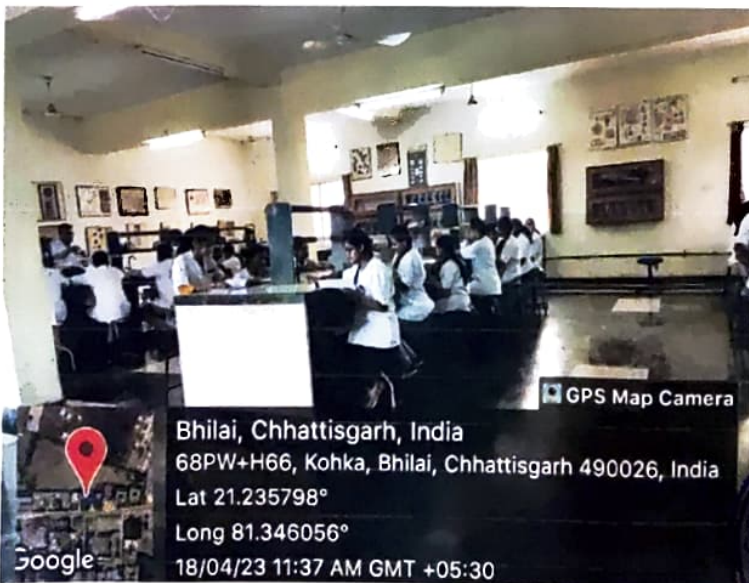 GPS Map Camera
Bhilai, Chhattisgarh, India
68PW+H66, Kohka, Bhilai, Chhattisgarh 490026, India
Lat 21.235798°
Long 81.346056°
18/04/23 11:37 AM GMT +05:30
Google